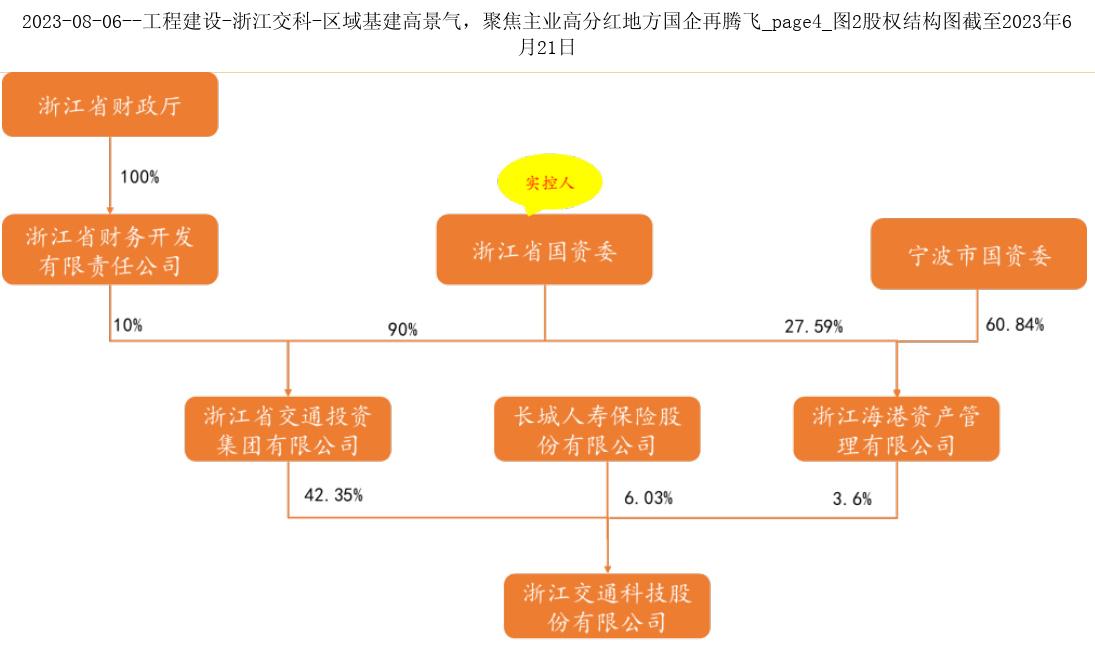 2023-08-06--工程建设-浙江交科-区域基建高景气，聚焦主业高分红地方国企再腾飞_page4_图2股权结构图截至2023年6
月21日
浙江省财政厅
100%
实控人
浙江省财务开发
有限责任公司
浙江省国资委
宁波市国资委
10%
90%
27.59%
60.84%
浙江省交通投资
集团有限公司
长城人寿保险股
份有限公司
浙江海港资产管
理有限公司
42.35%
6.03%
3.6%
浙江交通科技股
份有限公司